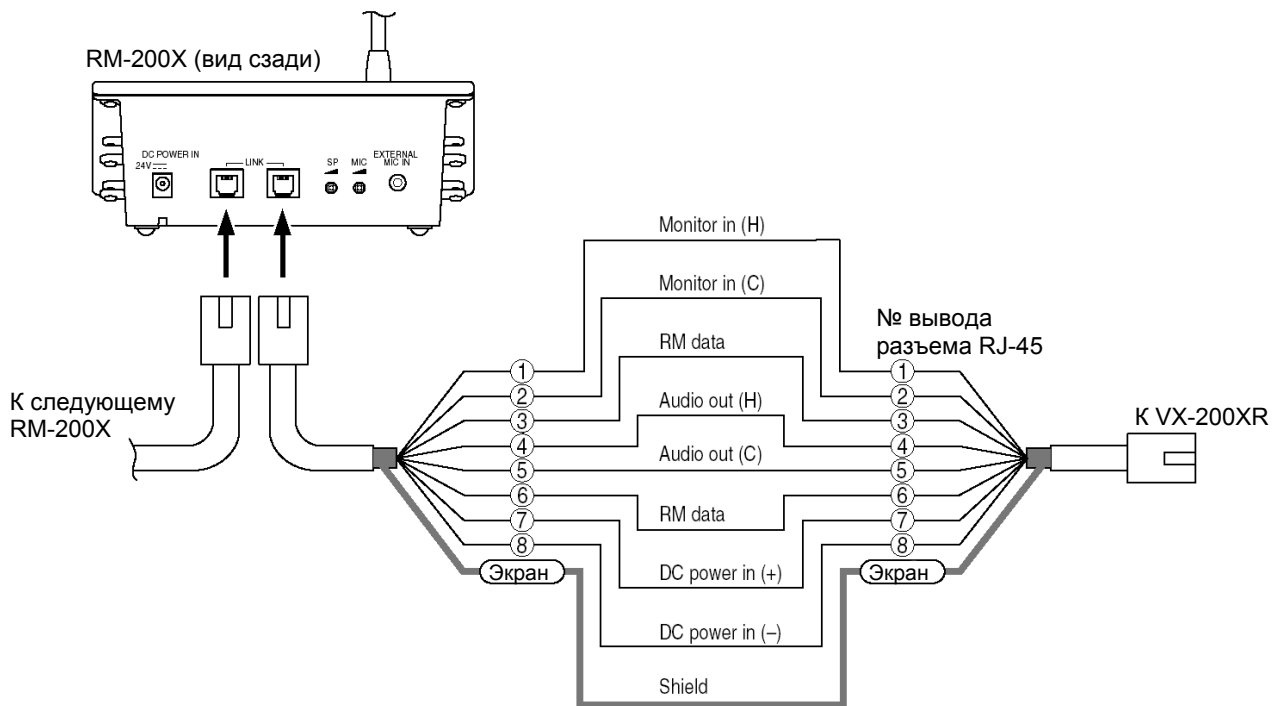 RM-200X (вид сзади)
DC POWER IN
24V
LINK
SP
MIC
EXTERNAL
MIC IN
К следующему
RM-200X
Monitor in (H)
Monitor in (C)
RM data
Audio out (H)
Audio out (C)
RM data
DC power in (+)
DC power in (–)
Shield
1
2
3
4
5
6
7
8
Экран
№ вывода
разъема RJ-45
1
2
3
4
5
6
7
8
Экран
К VX-200XR